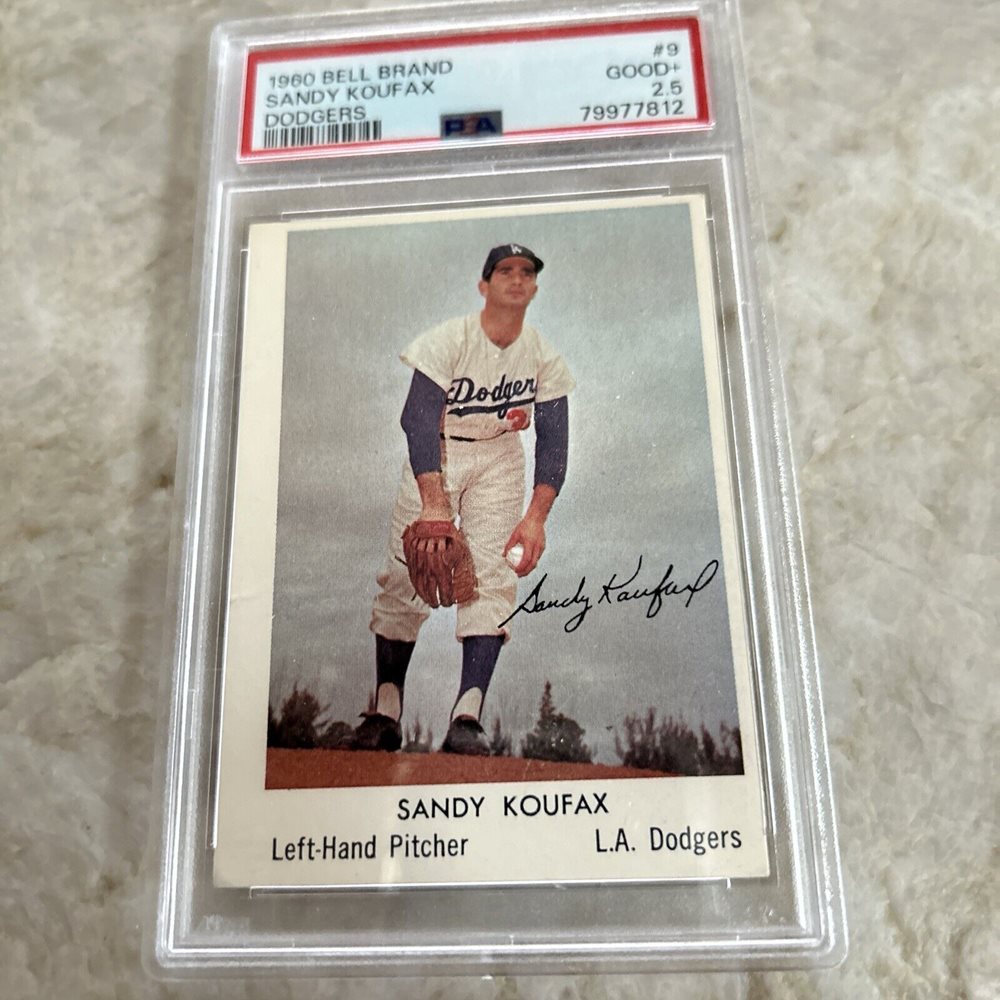 1960 BELL BRAND #9
SANDY KOUFAX GOOD+
DODGERS 2.5
PSA 79977812
LA
Dodgers
Sandy Koufax
SANDY KOUFAX
Left-Hand Pitcher L.A. Dodgers